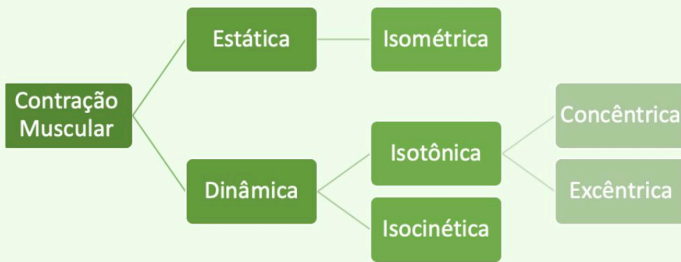 Contração
Muscular
Estática
Isométrica
Dinâmica
Isotônica
Isocinética
Concêntrica
Excêntrica